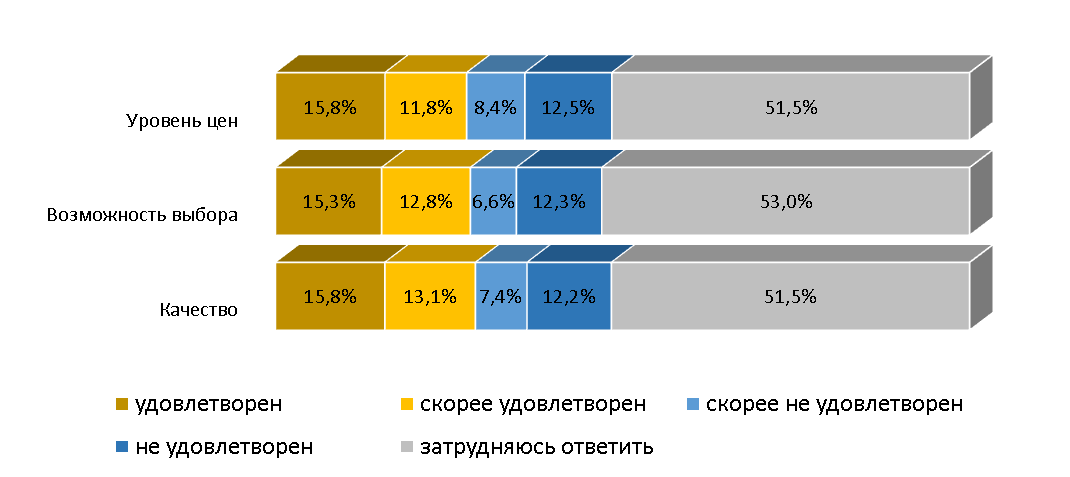 Уровень цен 15,8% 11,8% 8,4% 12,5% 51,5%
Возможность выбора 15,3% 12,8% 6,6% 12,3% 53,0%
Качество 15,8% 13,1% 7,4% 12,2% 51,5%
удовлетворен скорее удовлетворен скорее не удовлетворен
не удовлетворен затрудняюсь ответить